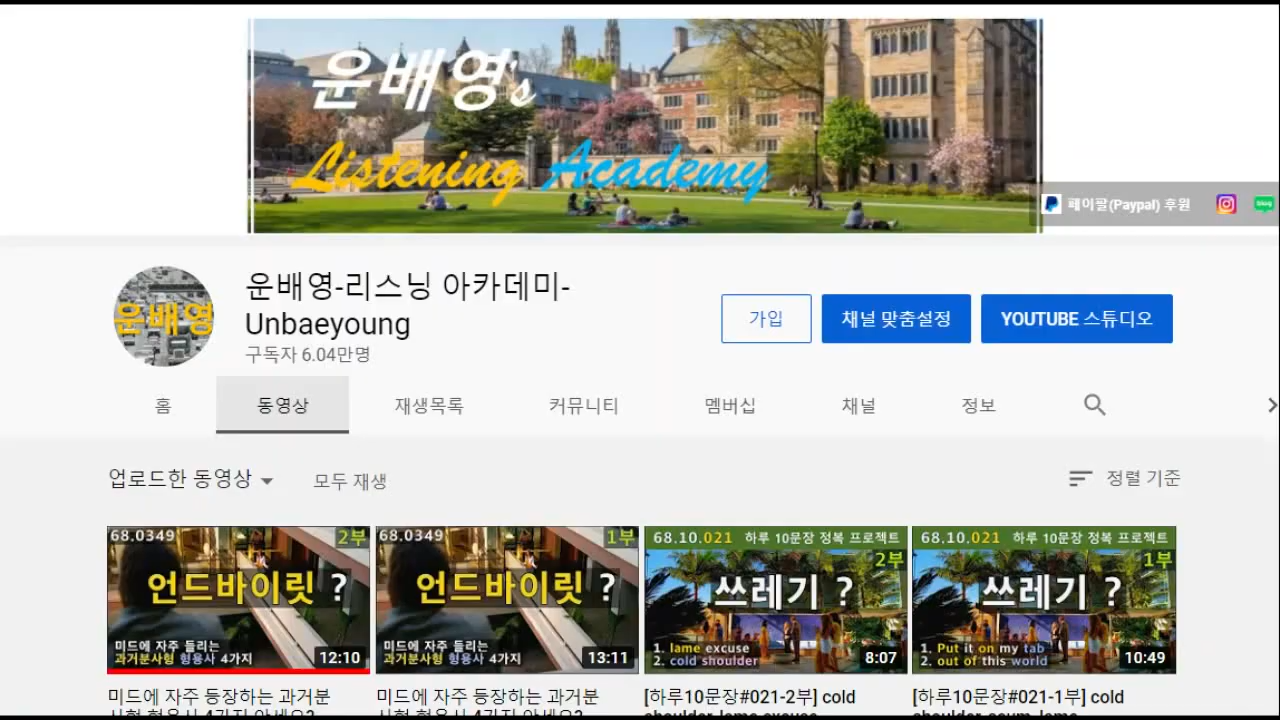 운배영's
Listening Academy
페이팔(Paypal) 후원
blog
운배영
운배영-리스닝 아카데미-
Unbaeyoung
구독자 6.04만명
가입
채널 맞춤설정
YOUTUBE 스튜디오
홈
동영상
재생목록
커뮤니티
멤버십
채널
정보
업로드한 동영상
모두 재생
정렬 기준
68.0349
2부
언드바이릿 ?
미드에 자주 들리는
과거분사형 형용사 4가지
12:10
68.0349
1부
언드바이릿 ?
미드에 자주 들리는
과거분사형 형용사 4가지
13:11
68.10.021 하루 10문장 정복 프로젝트
2부
쓰레기 ?
1. lame excuse
2. cold shoulder
8:07
68.10.021 하루 10문장 정복 프로젝트
1부
쓰레기 ?
1. Put it on my tab
2. out of this world
10:49
미드에 자주 등장하는 과거분
미드에 자주 등장하는 과거분
[하루10문장#021-2부] cold
[하루10문장#021-1부] cold